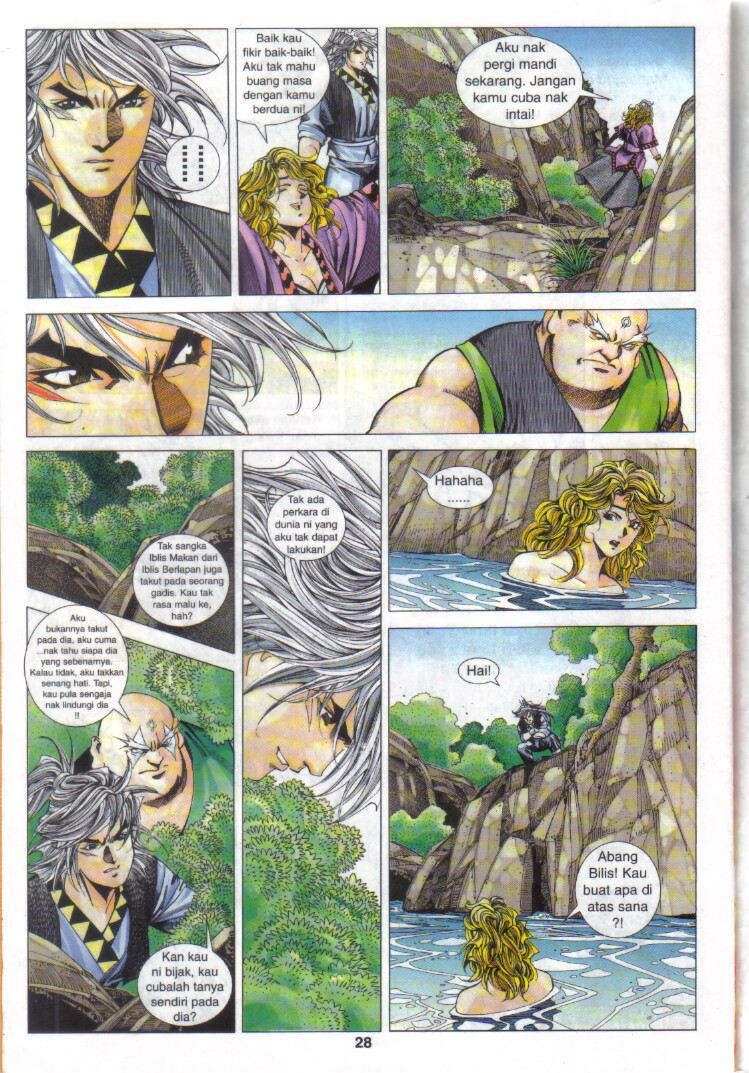 Baik kau
fikir baik-baik!
Aku tak mahu
buang masa
dengan kamu
berdua ni!
Aku nak
pergi mandi
sekarang. Jangan
kamu cuba nak
intai!
Tak sangka
Iblis Makan dari
Iblis Berlapan juga
takut pada seorang
gadis. Kau tak
rasa malu ke,
hah?
Aku
bukannya takut
pada dia, aku cuma
...nak tahu siapa dia
yang sebenarnya.
Kalau tidak, aku takkan
senang hati. Tapi,
kau pula sengaja
nak lindungi dia
!!
Kan kau
ni bijak, kau
cubalah tanya
sendiri pada
dia?
Tak ada
perkara di
dunia ni yang
aku tak dapat
lakukan!
Hahaha
......
Hai!
Abang
Bilis! Kau
buat apa di
atas sana
?!
28